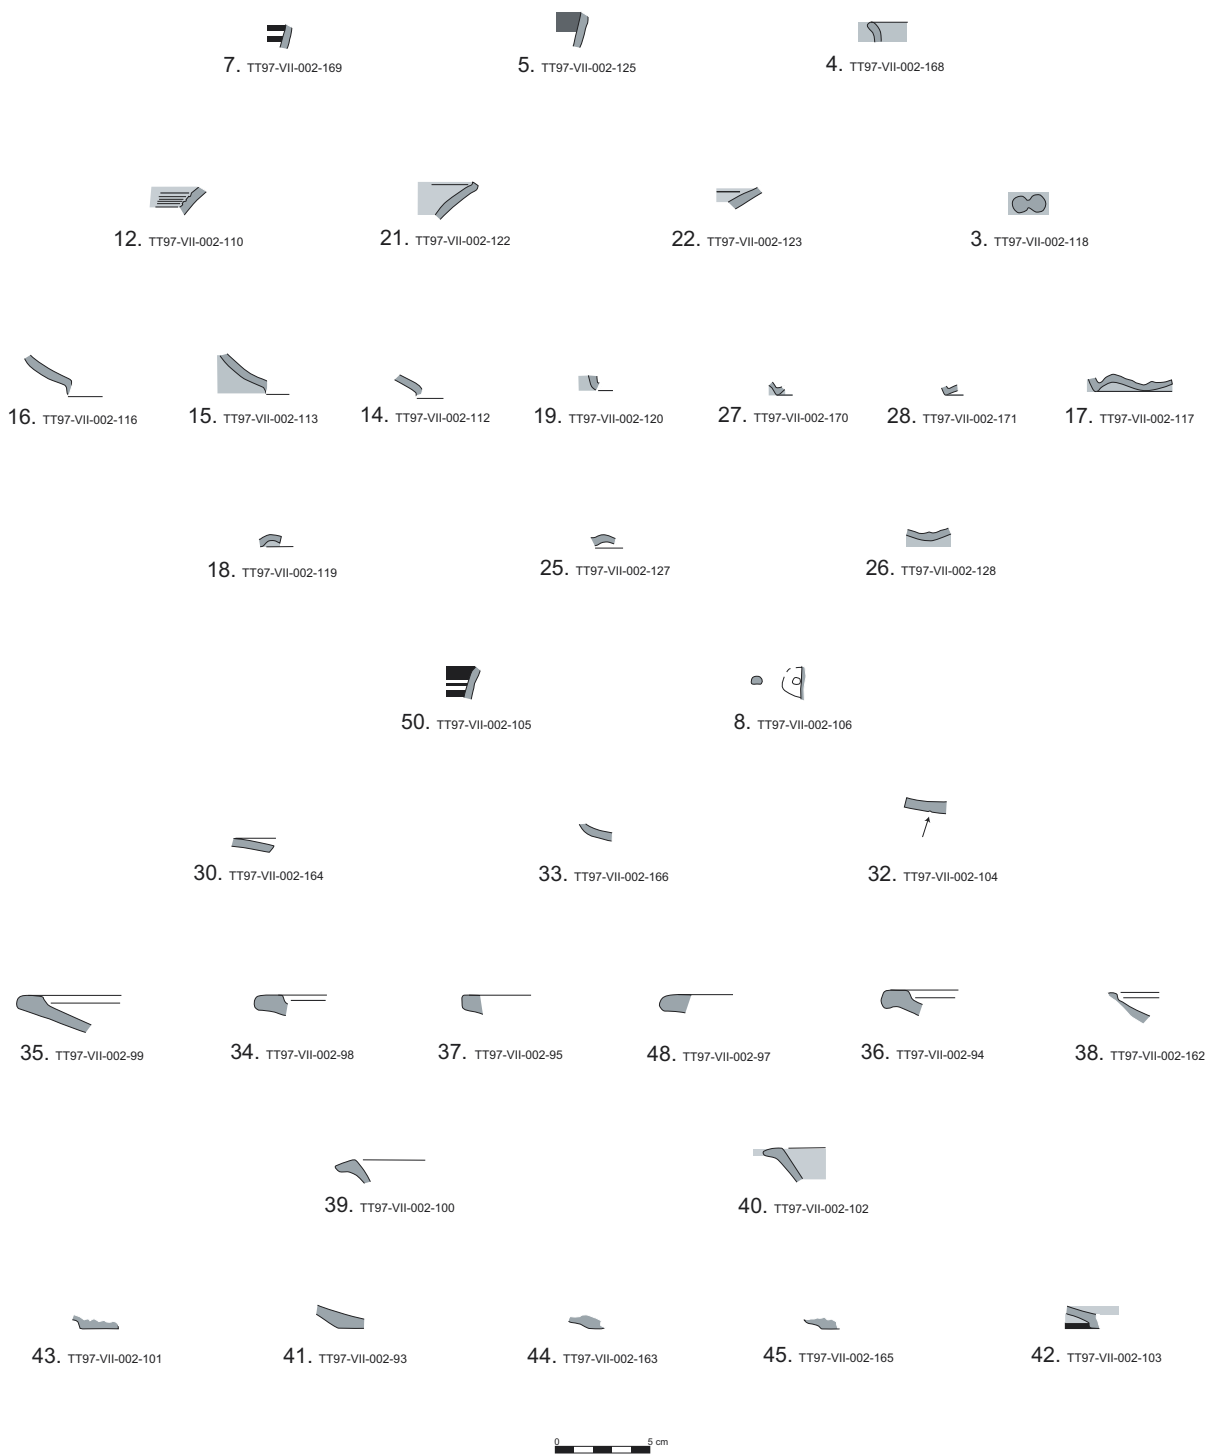 7. TT97-VII-002-169 5. TT97-VII-002-125 4. TT97-VII-002-168
12. TT97-VII-002-110 21. TT97-VII-002-122 22. TT97-VII-002-123 3. TT97-VII-002-118
16. TT97-VII-002-116 15. TT97-VII-002-113 14. TT97-VII-002-112 19. TT97-VII-002-120 27. TT97-VII-002-170 28. TT97-VII-002-171 17. TT97-VII-002-117
18. TT97-VII-002-119 25. TT97-VII-002-127 26. TT97-VII-002-128
50. TT97-VII-002-105 8. TT97-VII-002-106
30. TT97-VII-002-164 33. TT97-VII-002-166 32. TT97-VII-002-104
35. TT97-VII-002-99 34. TT97-VII-002-98 37. TT97-VII-002-95 48. TT97-VII-002-97 36. TT97-VII-002-94 38. TT97-VII-002-162
39. TT97-VII-002-100 40. TT97-VII-002-102
43. TT97-VII-002-101 41. TT97-VII-002-93 44. TT97-VII-002-163 45. TT97-VII-002-165 42. TT97-VII-002-103
0 5 cm